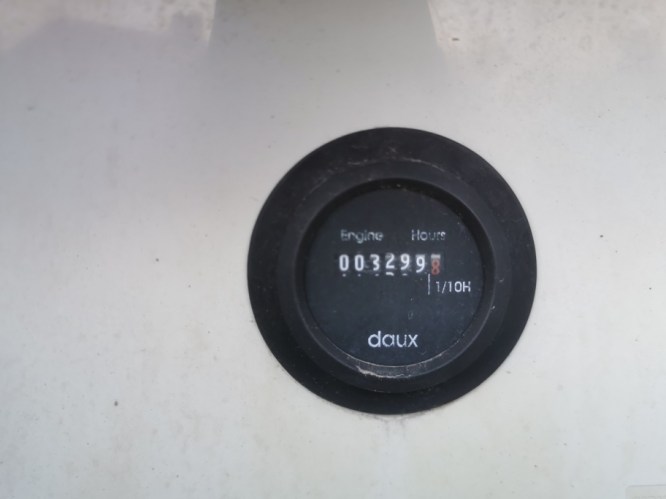 Engine Hours
0032998
1/10H
daux